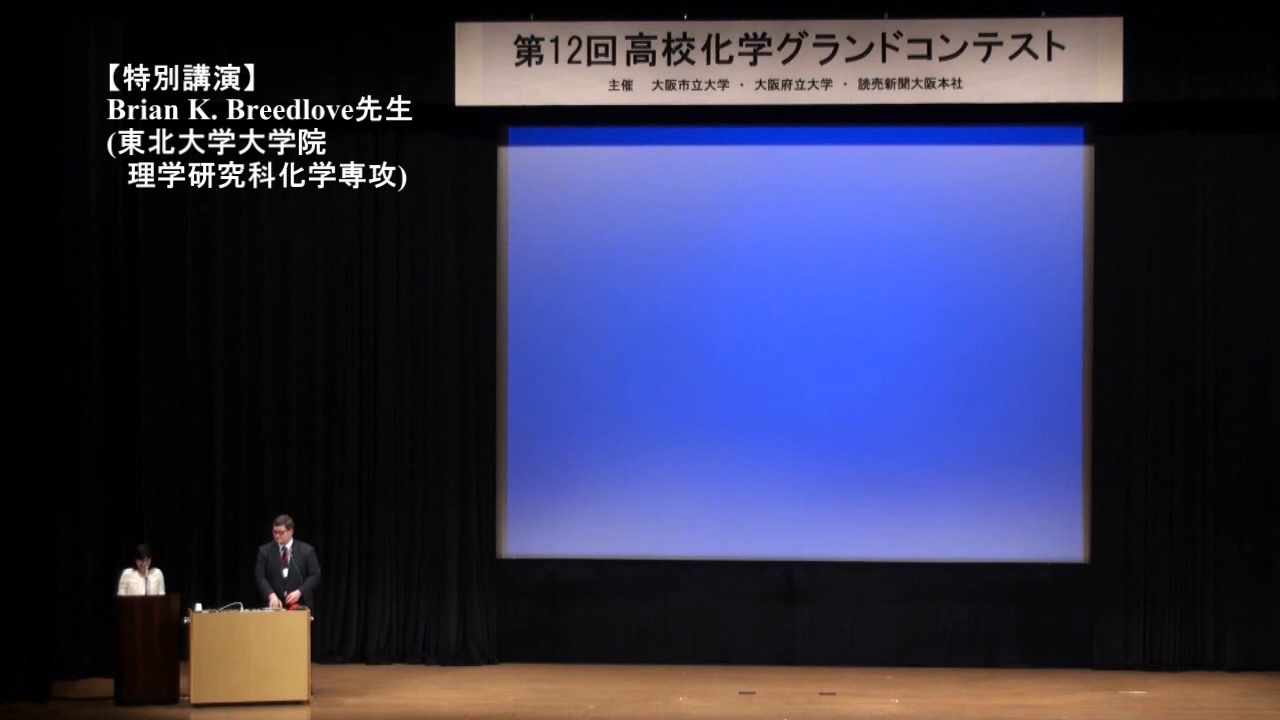 【特別講演】
Brian K. Breedlove先生
(東北大学大学院
理学研究科化学専攻)
第12回高校化学グランドコンテスト
主催 大阪市立大学 ・ 大阪府立大学 ・ 読売新聞大阪本社